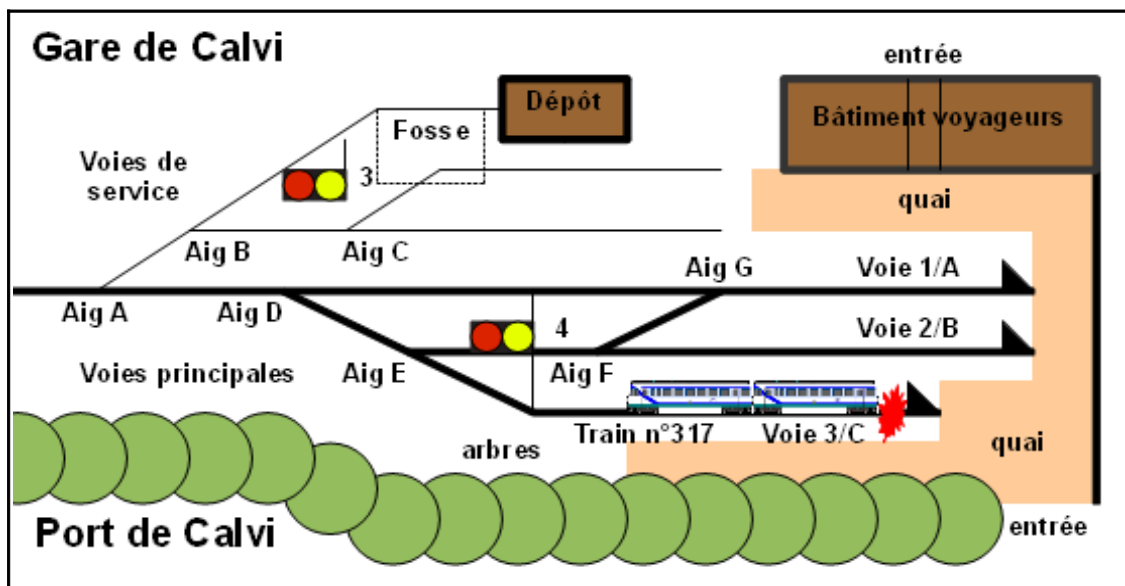 Gare de Calvi
entrée
Dépôt
Bâtiment voyageurs
Fosse
Voies de
service
3
quai
Aig B
Aig C
Aig G
Voie 1/A
Aig A
Aig D
4
Voie 2/B
Voies principales
Aig E
Aig F
Train n°317
Voie 3/C
arbres
quai
Port de Calvi
entrée